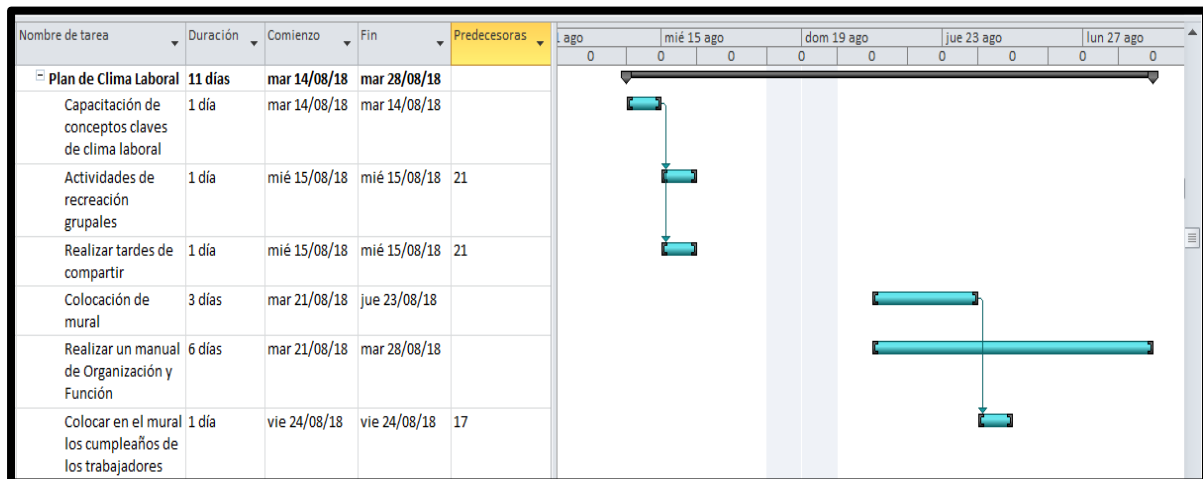 Nombre de tarea Duración Comienzo Fin Predecesoras
ago mié 15 ago dom 19 ago jue 23 ago lun 27 ago
0 0 0 0 0 0 0 0 0
Plan de Clima Laboral 11 días mar 14/08/18 mar 28/08/18
Capacitación de 1 día mar 14/08/18 mar 14/08/18
conceptos claves
de clima laboral
Actividades de 1 día mié 15/08/18 mié 15/08/18 21
recreación
grupales
Realizar tardes de 1 día mié 15/08/18 mié 15/08/18 21
compartir
Colocación de 3 días mar 21/08/18 jue 23/08/18
mural
Realizar un manual 6 días mar 21/08/18 mar 28/08/18
de Organización y
Función
Colocar en el mural 1 día vie 24/08/18 vie 24/08/18 17
los cumpleaños de
los trabajadores